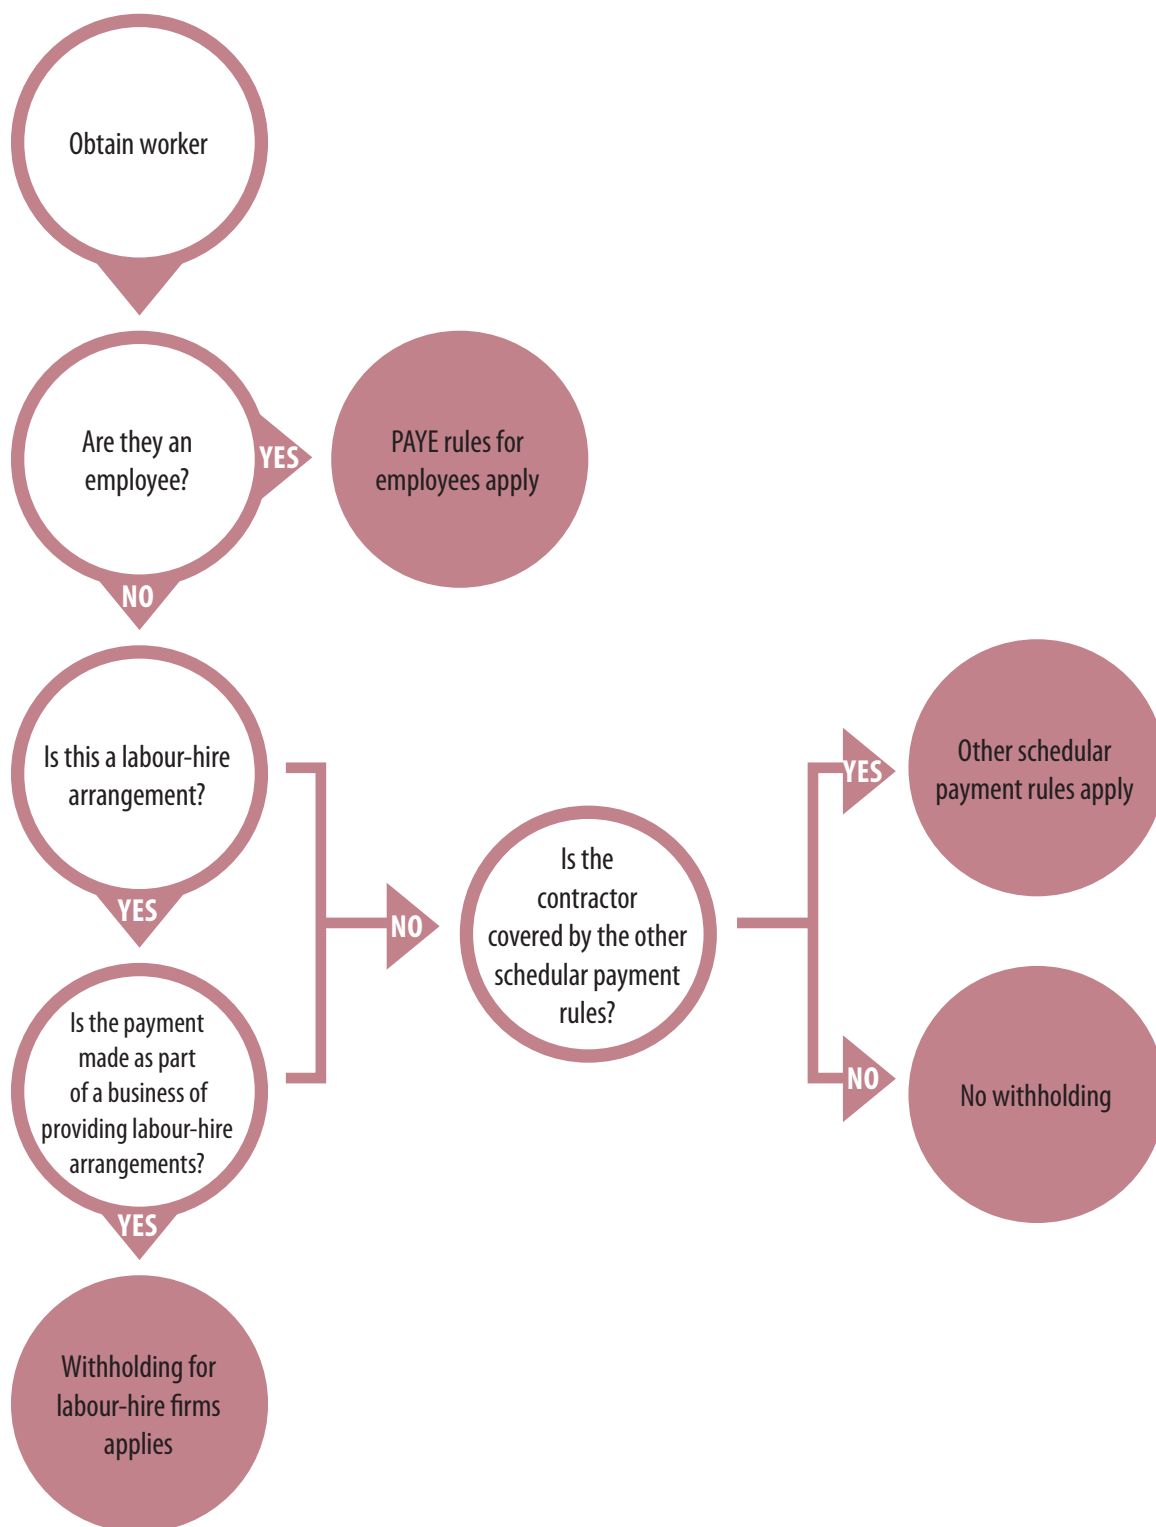 Obtain worker
Are they an
employee?
YES
PAYE rules for
employees apply
NO
Is this a labour-hire
arrangement?
YES
Is the payment
made as part
of a business of
providing labour-hire
arrangements?
YES
Withholding for
labour-hire firms
applies
NO
Is the
contractor
covered by the other
schedular payment
rules?
YES
Other schedular
payment rules apply
NO
No withholding